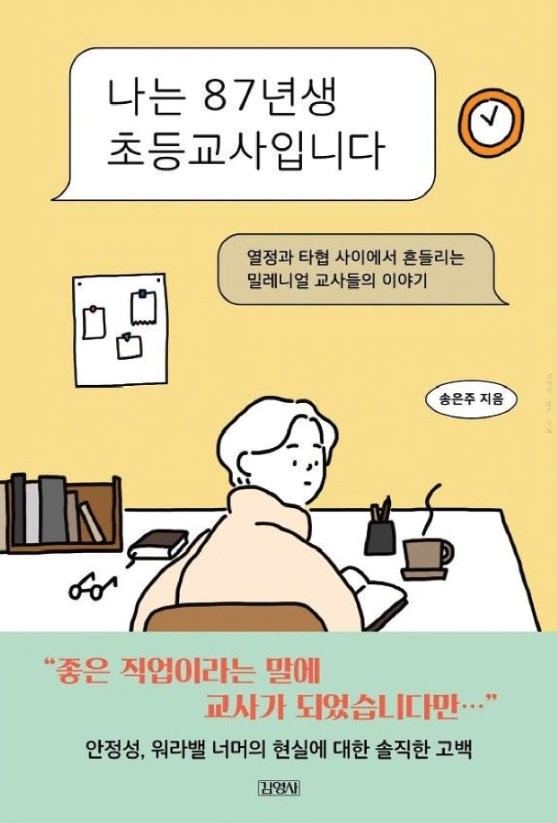 나는 87년생
초등교사입니다
열정과 타협 사이에서 흔들리는
밀레니얼 교사들의 이야기
송은주 지음
“좋은 직업이라는 말에
교사가 되었습니다만…”
안정성, 워라밸 너머의 현실에 대한 솔직한 고백
김영사